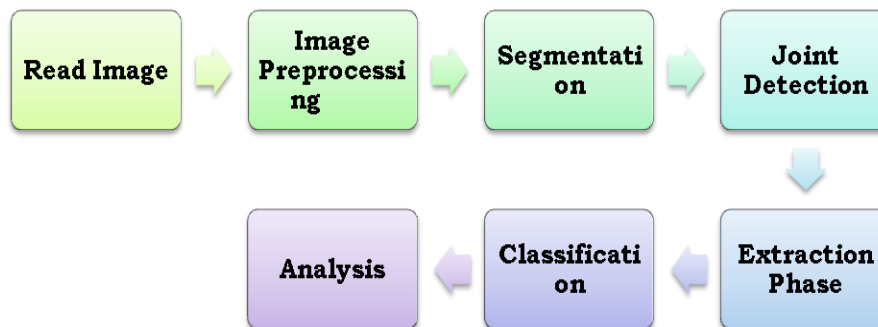 Read Image
Image
Preprocessi
ng
Segmentati
on
Joint
Detection
Extraction
Phase
Classificati
on
Analysis